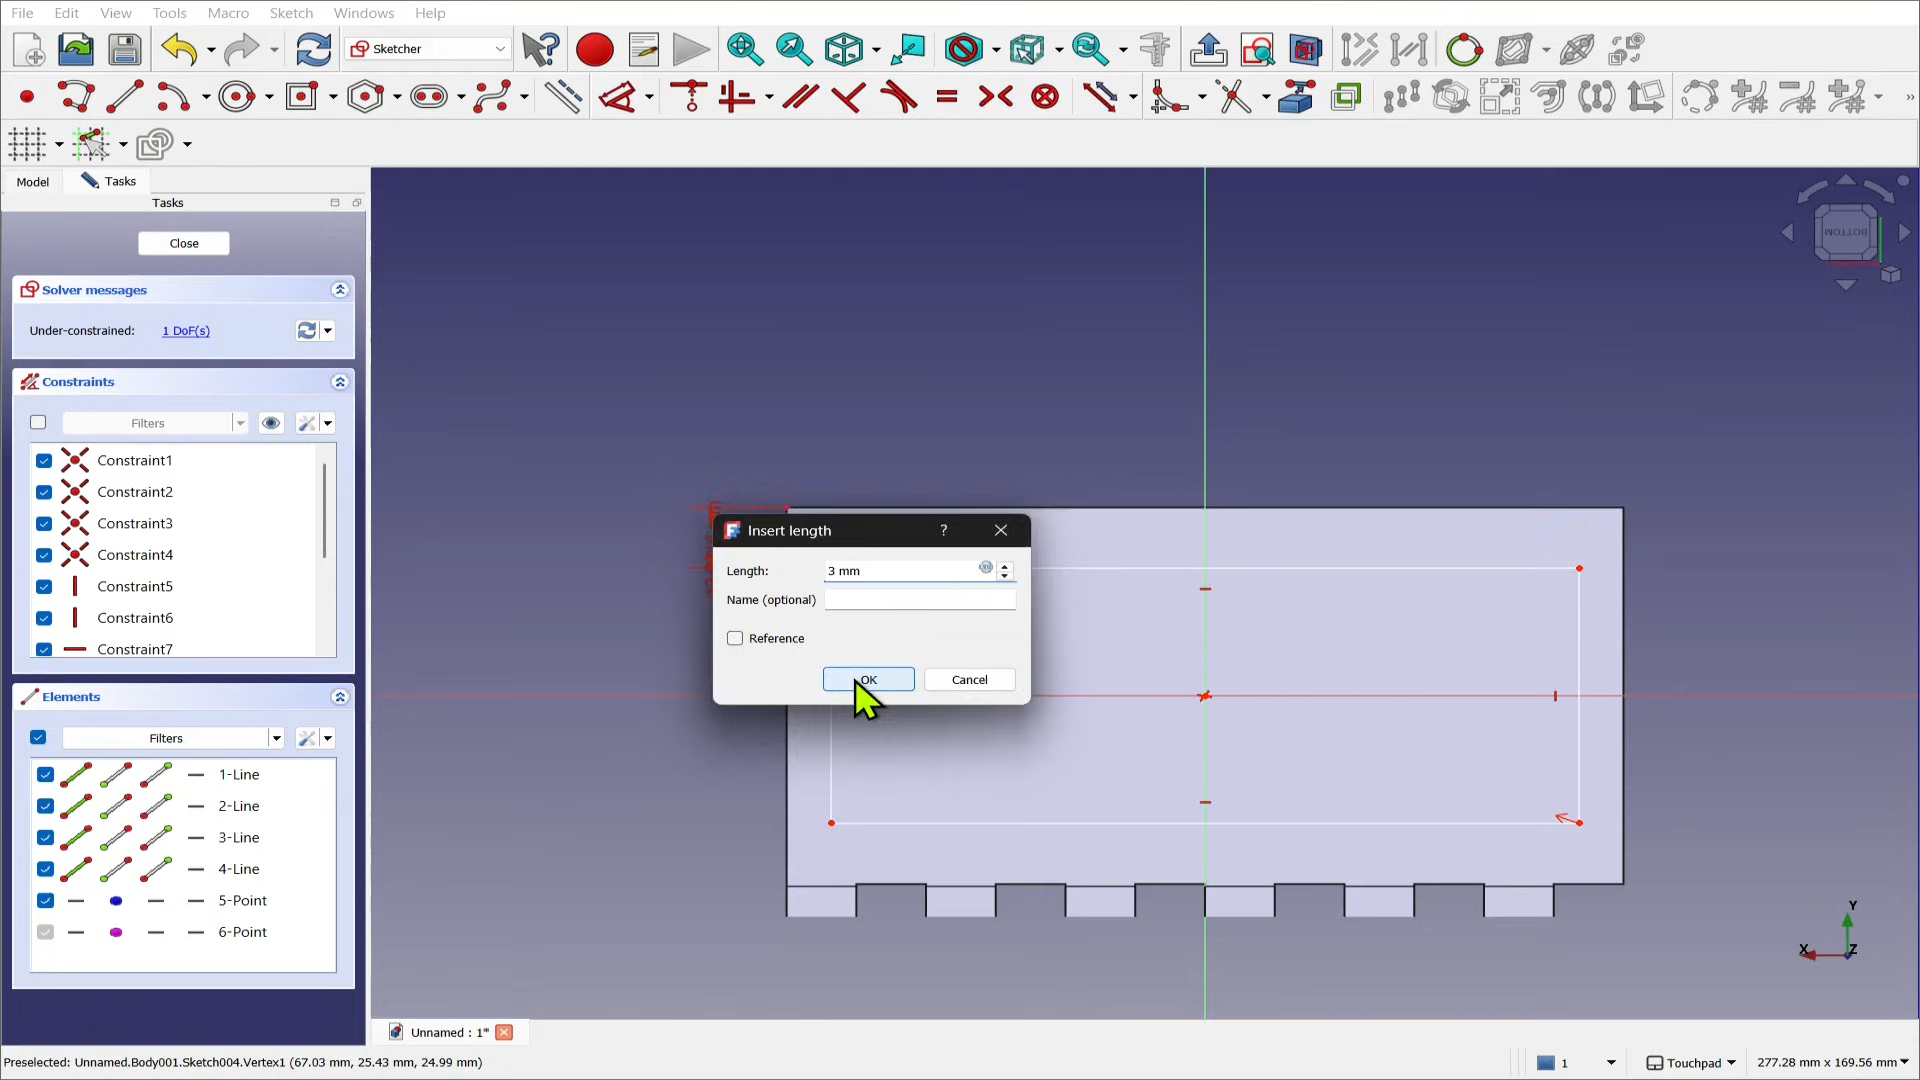 File Edit View Tools Macro Sketch Windows Help
Sketcher
Model Tasks
Tasks
Close
Solver messages
Under-constrained: 1 DoF(s)
Constraints
Filters
Constraint1
Constraint2
Constraint3
Constraint4
Constraint5
Constraint6
Constraint7
Elements
Filters
1-Line
2-Line
3-Line
4-Line
5-Point
6-Point
Insert length ?
Length: 3 mm
Name (optional)
Reference
OK Cancel
BOTTOM
Y
X Z
Unnamed : 1*
Preselected: Unnamed.Body001.Sketch004.Vertex1 (67.03 mm, 25.43 mm, 24.99 mm)
1 Touchpad 277.28 mm x 169.56 mm